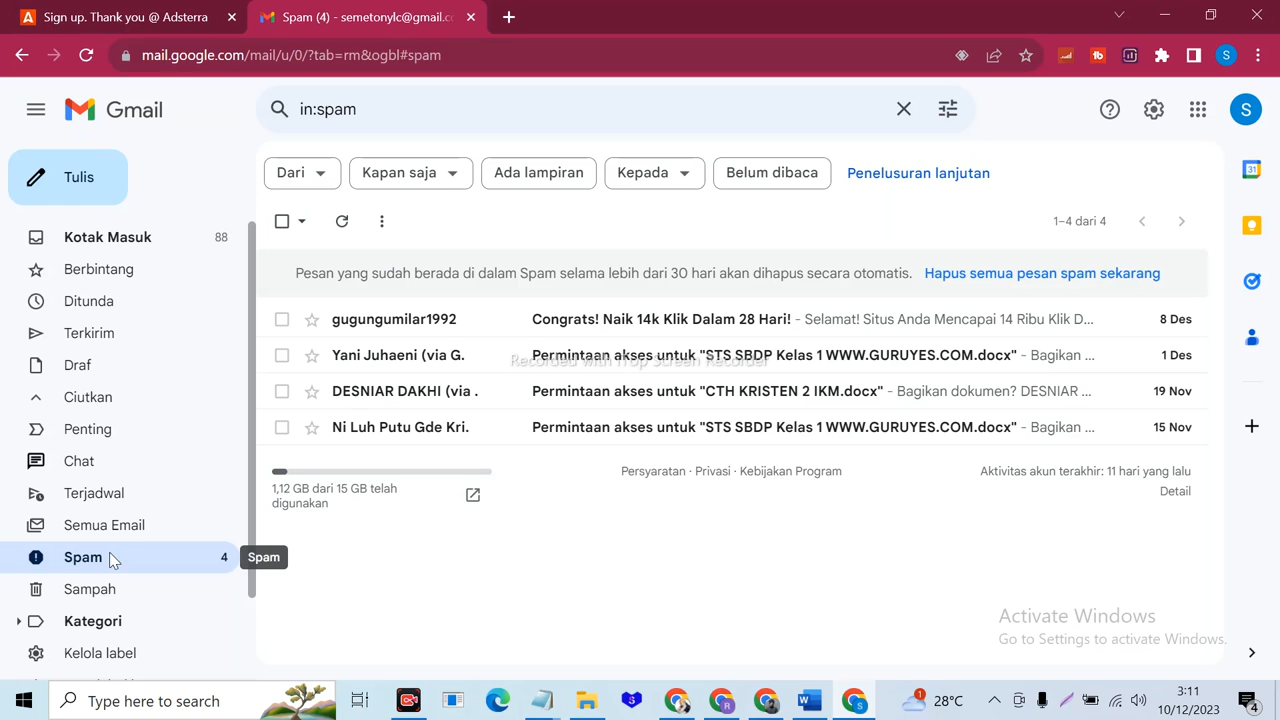 Sign up. Thank you @ Adsterra
Spam (4) - semetonylc@gmail.co
mail.google.com/mail/u/0/?tab=rm&ogbl#spam
S
Gmail
in:spam
S
Tulis
Dari
Kapan saja
Ada lampiran
Kepada
Belum dibaca
Penelusuran lanjutan
1–4 dari 4
Kotak Masuk 88
Berbintang
Ditunda
Terkirim
Draf
Ciutkan
Penting
Chat
Terjadwal
Semua Email
Spam 4
Spam
Sampah
Kategori
Kelola label
Pesan yang sudah berada di dalam Spam selama lebih dari 30 hari akan dihapus secara otomatis. Hapus semua pesan spam sekarang
gugungumilar1992 Congrats! Naik 14k Klik Dalam 28 Hari! - Selamat! Situs Anda Mencapai 14 Ribu Klik D... 8 Des
Yani Juhaeni (via G. Permintaan akses untuk "STS SBDP Kelas 1 WWW.GURUYES.COM.docx" - Bagikan ... 1 Des
Recorded with iTop Screen Recorder
DESNIAR DAKHI (via . Permintaan akses untuk "CTH KRISTEN 2 IKM.docx" - Bagikan dokumen? DESNIAR ... 19 Nov
Ni Luh Putu Gde Kri. Permintaan akses untuk "STS SBDP Kelas 1 WWW.GURUYES.COM.docx" - Bagikan ... 15 Nov
1,12 GB dari 15 GB telah
digunakan
Persyaratan · Privasi · Kebijakan Program
Aktivitas akun terakhir: 11 hari yang lalu
Detail
31
Activate Windows
Go to Settings to activate Windows.
Type here to search
28°C
3:11
10/12/2023